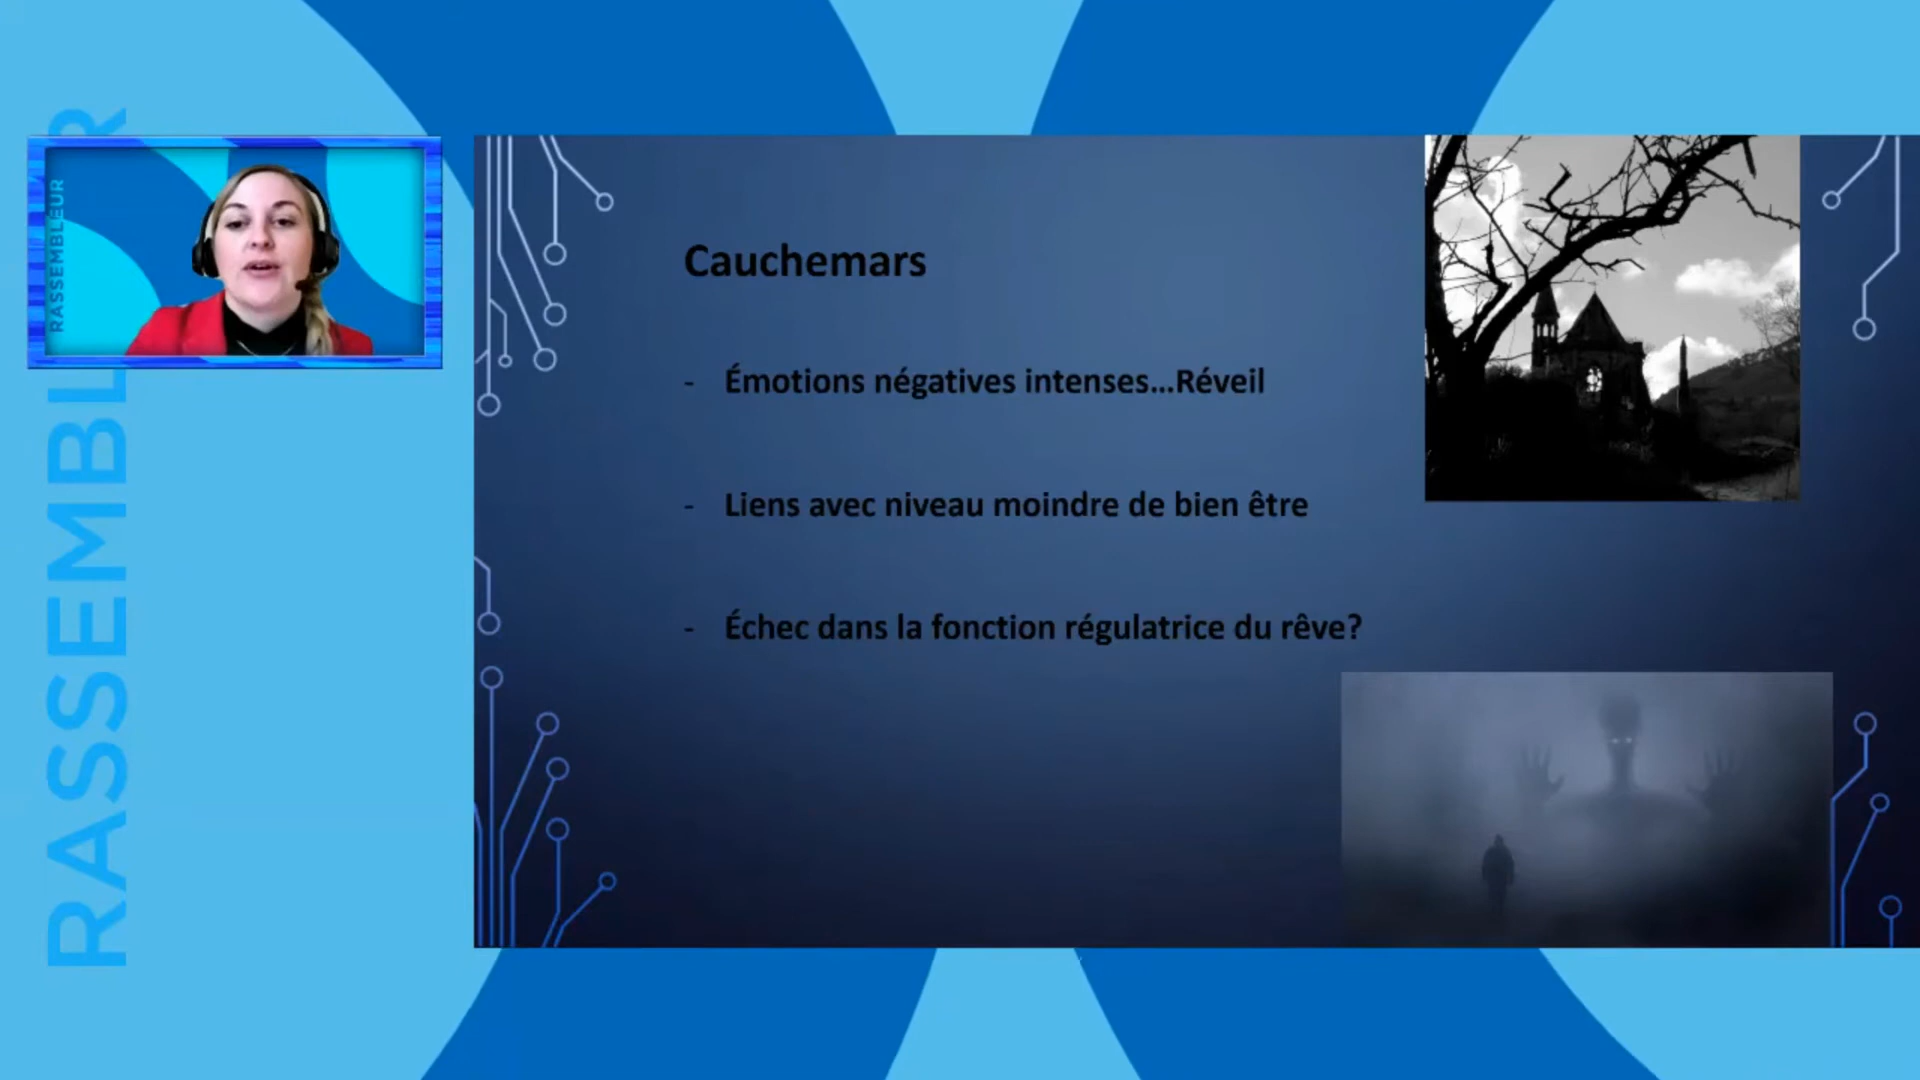 RASSEMBLEUR
RASSEMBL
R
Cauchemars
- Émotions négatives intenses...Réveil
- Liens avec niveau moindre de bien être
- Échec dans la fonction régulatrice du rêve?